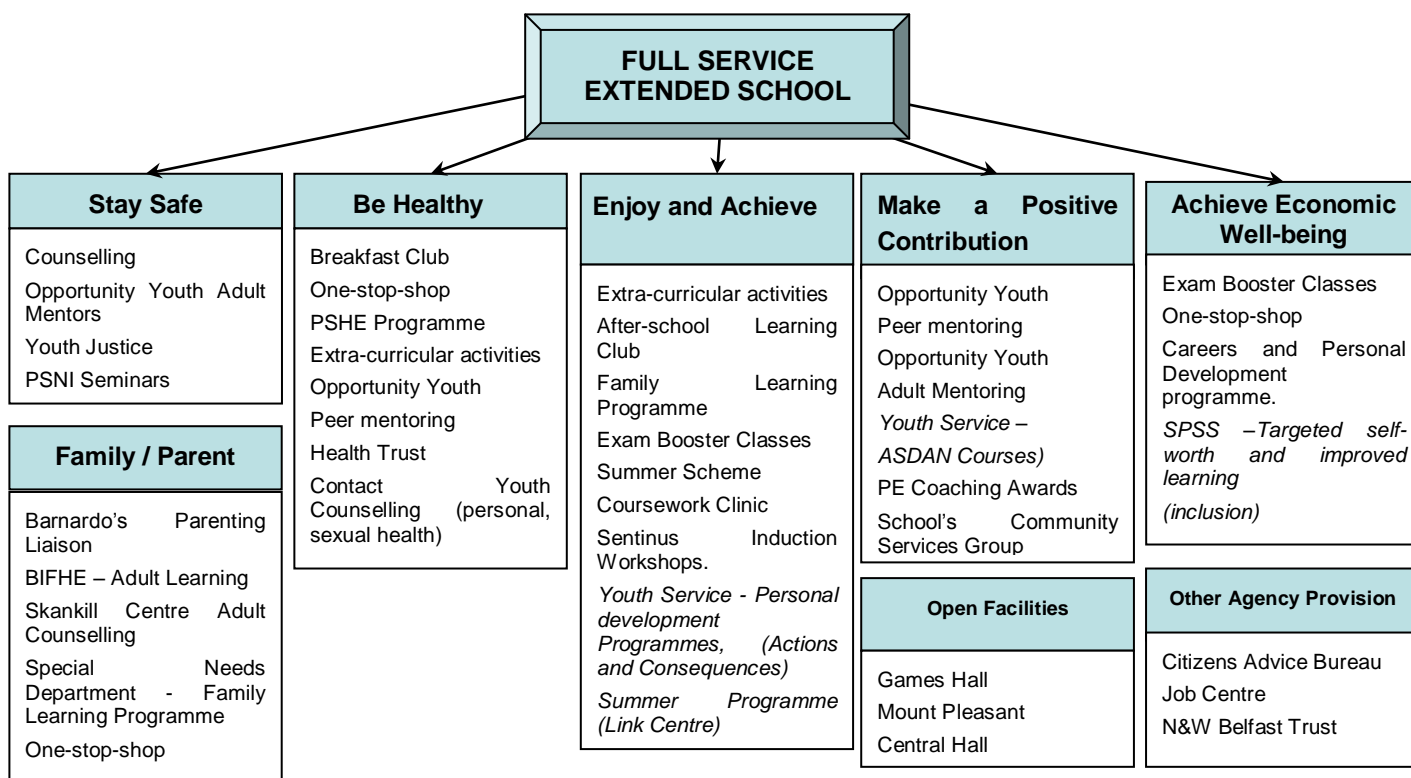 FULL SERVICE
EXTENDED SCHOOL
Stay Safe
Counselling
Opportunity Youth Adult
Mentors
Youth Justice
PSNI Seminars
Family / Parent
Barnardo's Parenting
Liaison
BIFHE – Adult Learning
Skankill Centre Adult
Counselling
Special Needs
Department - Family
Learning Programme
One-stop-shop
Be Healthy
Breakfast Club
One-stop-shop
PSHE Programme
Extra-curricular activities
Opportunity Youth
Peer mentoring
Health Trust
Contact Youth
Counselling (personal,
sexual health)
Enjoy and Achieve
Extra-curricular activities
After-school Learning
Club
Family Learning
Programme
Exam Booster Classes
Summer Scheme
Coursework Clinic
Sentinus Induction
Workshops.
Youth Service - Personal
development
Programmes, (Actions
and Consequences)
Summer Programme
(Link Centre)
Make a Positive
Contribution
Opportunity Youth
Peer mentoring
Opportunity Youth
Adult Mentoring
Youth Service –
ASDAN Courses)
PE Coaching Awards
School's Community
Services Group
Open Facilities
Games Hall
Mount Pleasant
Central Hall
Achieve Economic
Well-being
Exam Booster Classes
One-stop-shop
Careers and Personal
Development
programme.
SPSS –Targeted self-
worth and improved
learning
(inclusion)
Other Agency Provision
Citizens Advice Bureau
Job Centre
N&W Belfast Trust